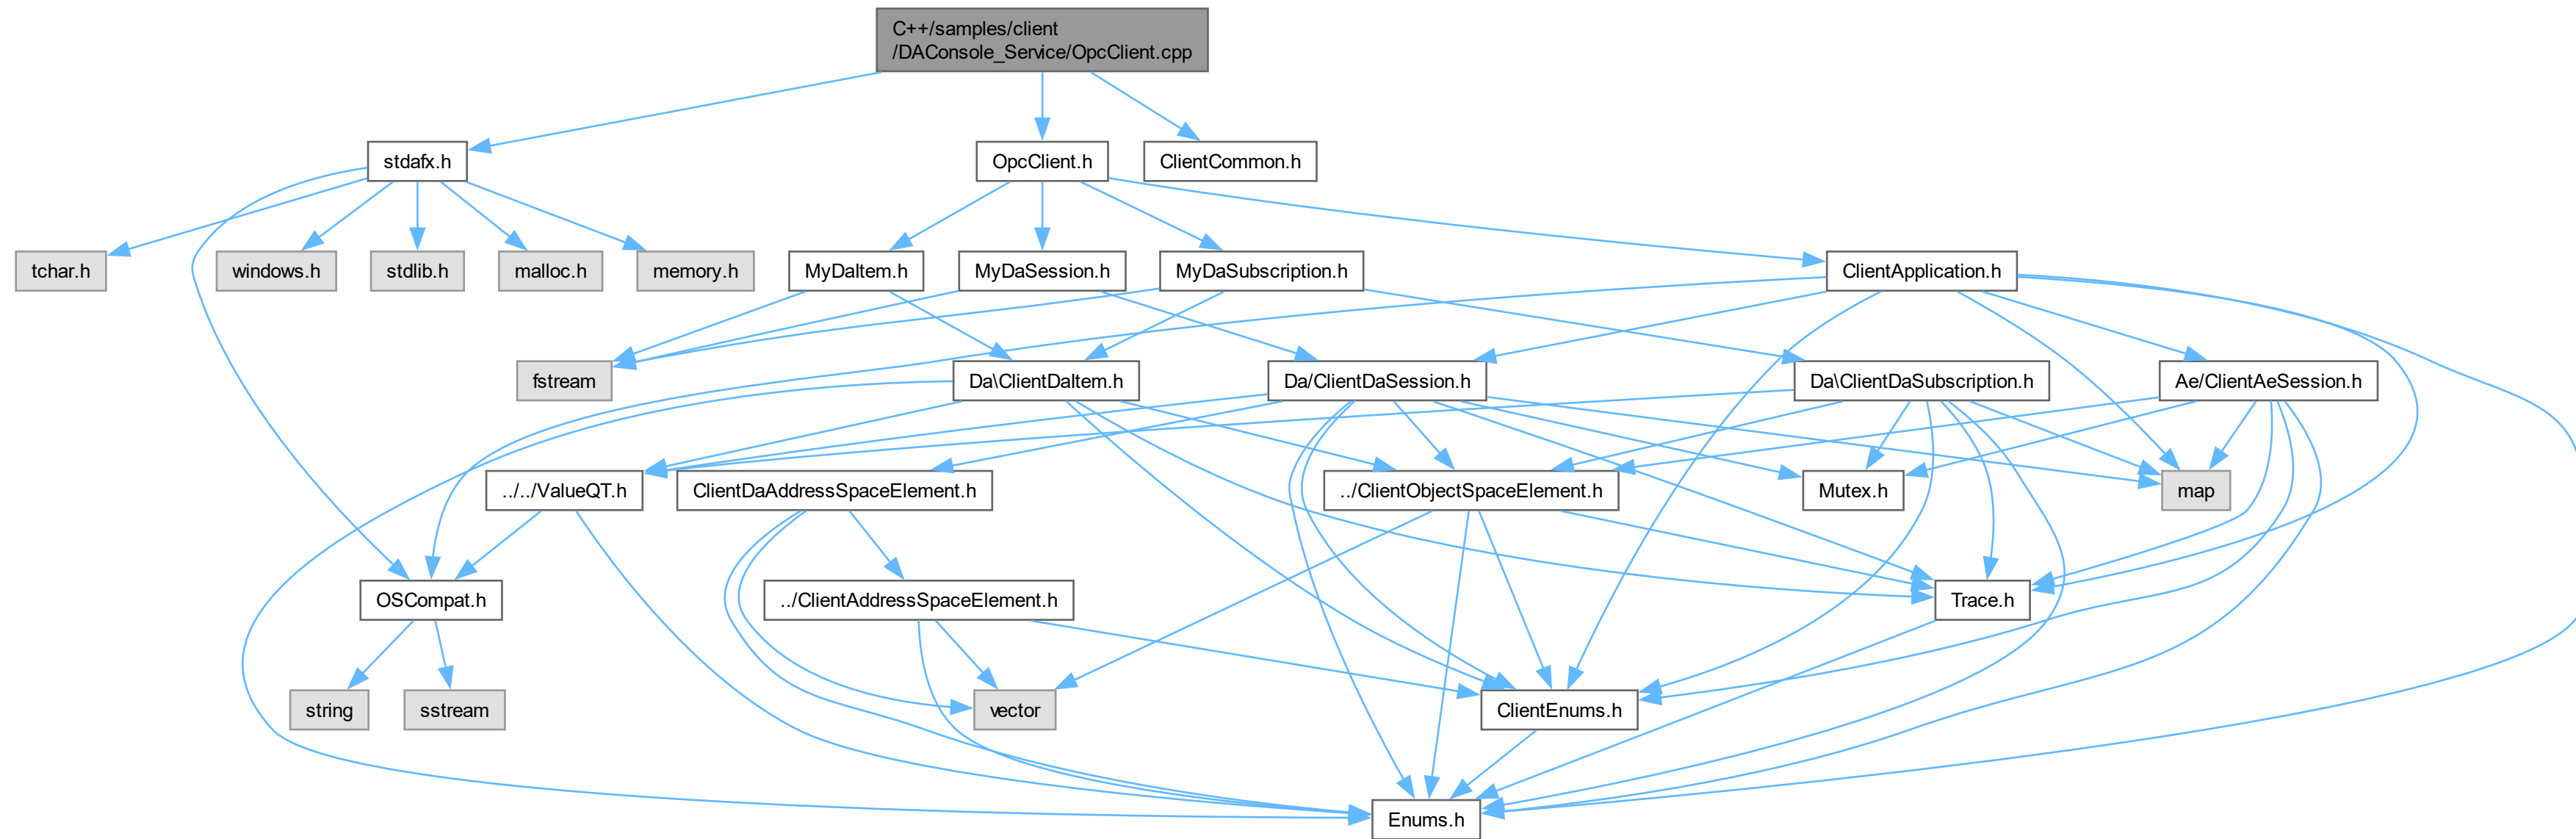 C++/samples/client
/DAConsole_Service/OpcClient.cpp
stdafx.h
OpcClient.h
ClientCommon.h
tchar.h
windows.h
stdlib.h
malloc.h
memory.h
MyDaItem.h
MyDaSession.h
MyDaSubscription.h
ClientApplication.h
fstream
Da\ClientDaItem.h
Da/ClientDaSession.h
Da\ClientDaSubscription.h
Ae/ClientAeSession.h
../../ValueQT.h
ClientDaAddressSpaceElement.h
../ClientObjectSpaceElement.h
Mutex.h
map
OSCompat.h
../ClientAddressSpaceElement.h
Trace.h
string
sstream
vector
ClientEnums.h
Enums.h